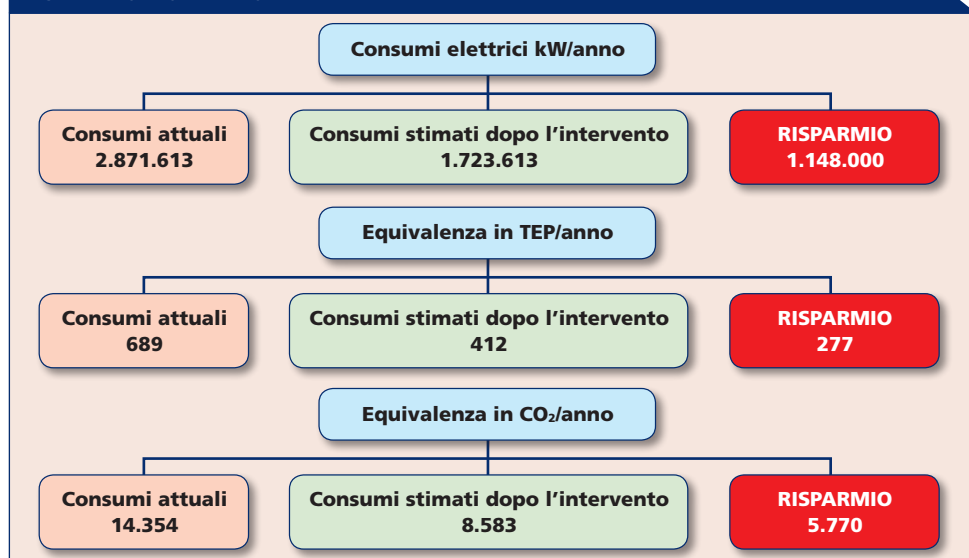 Consumi elettrici kW/anno
Consumi attuali
2.871.613
Consumi stimati dopo l'intervento
1.723.613
RISPARMIO
1.148.000
Equivalenza in TEP/anno
Consumi attuali
689
Consumi stimati dopo l'intervento
412
RISPARMIO
277
Equivalenza in CO₂/anno
Consumi attuali
14.354
Consumi stimati dopo l'intervento
8.583
RISPARMIO
5.770